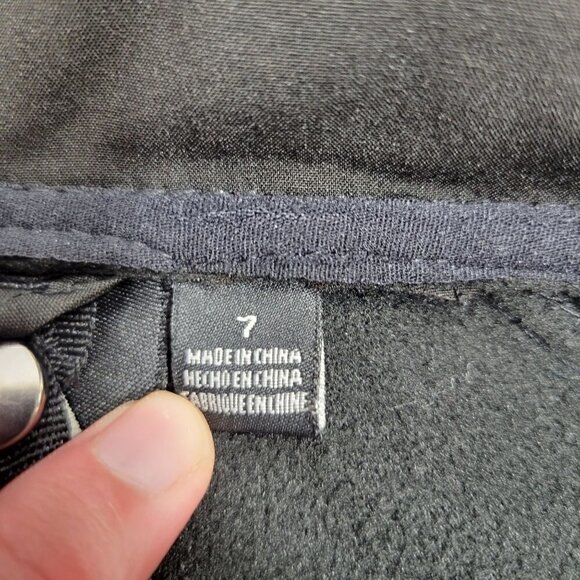 7
MADE IN CHINA
HECHO EN CHINA
FABRIQUE EN CHINE